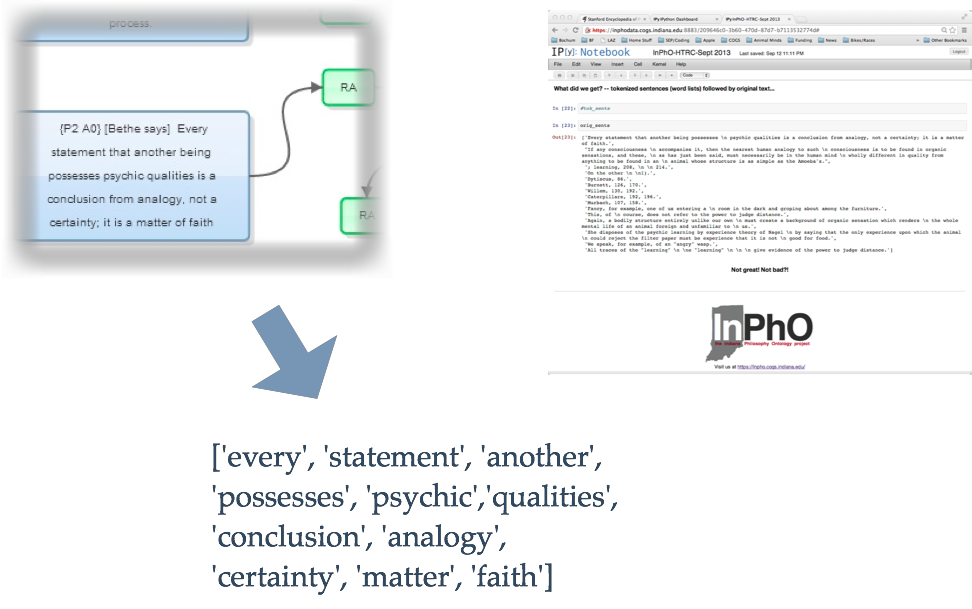 process.
RA
{P2 A0} [Bethe says] Every
statement that another being
possesses psychic qualities is a
conclusion from analogy, not a
certainty; it is a matter of faith
RA
Stanford Encyclopedia of
IPy IPython Dashboard
IPy InPhO-HTRC-Sept 2013
https://inphodata.cogs.indiana.edu:8883/209646c0-3b60-470d-87d7-b7113532774d#
Bochum BF LAZ Home Stuff SEP/Coding Apple COGS Animal Minds Funding News Bikes/Races Other Bookmarks
IP[y]: Notebook InPhO-HTRC-Sept 2013 Last saved: Sep 12 11:11 PM Logout
File Edit View Insert Cell Kernel Help
Code
What did we get? -- tokenized sentences (word lists) followed by original text...
In [22]: #tok_sents
In [23]: orig_sents
Out[23]: ['Every statement that another being possesses \n psychic qualities is a conclusion from analogy, not a certainty; it is a matter
of faith.',
'If any consciousness \n accompanies it, then the nearest human analogy to such \n consciousness is to be found in organic
sensations, and these, \n as has just been said, must necessarily be in the human mind \n wholly different in quality from
anything to be found in an \n animal whose structure is as simple as the Amoeba\'s.',
'; learning, 208, \n \n 214.',
'On the other \n \n1).',
'Dytiscus, 86.',
'Burnett, 126, 170.',
'Willem, 130, 192.',
'Caterpillars, 192, 196.',
'Murbach, 107, 158.',
'Fancy, for example, one of us entering a \n room in the dark and groping about among the furniture.',
'This, of \n course, does not refer to the power to judge distance.',
'Again, a bodily structure entirely unlike our own \n must create a background of organic sensation which renders \n the whole
mental life of an animal foreign and unfamiliar to \n us.',
'She disposes of the psychic learning by experience theory of Nagel \n by saying that the only experience upon which the animal
\n could reject the filter paper must be experience that it is not \n good for food.',
'We speak, for example, of an "angry" wasp.',
'All traces of the "learning" \n \n "learning" \n \n \n give evidence of the power to judge distance.']
Not great! Not bad?!
InPhO
the Indiana Philosophy Ontology project
Visit us at https://inpho.cogs.indiana.edu/
['every', 'statement', 'another',
'possesses', 'psychic','qualities',
'conclusion', 'analogy',
'certainty', 'matter', 'faith']